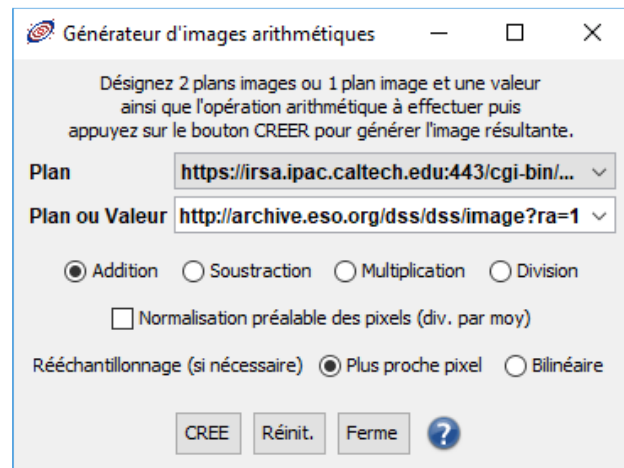 Générateur d'images arithmétiques
Désignez 2 plans images ou 1 plan image et une valeur
ainsi que l'opération arithmétique à effectuer puis
appuyez sur le bouton CREER pour générer l'image résultante.
Plan https://irsa.ipac.caltech.edu:443/cgi-bin/...
Plan ou Valeur http://archive.eso.org/dss/dss/image?ra=1
Addition Soustraction Multiplication Division
Normalisation préalable des pixels (div. par moy)
Rééchantillonnage (si nécessaire) Plus proche pixel Bilinéaire
CREE Réinit. Ferme ?